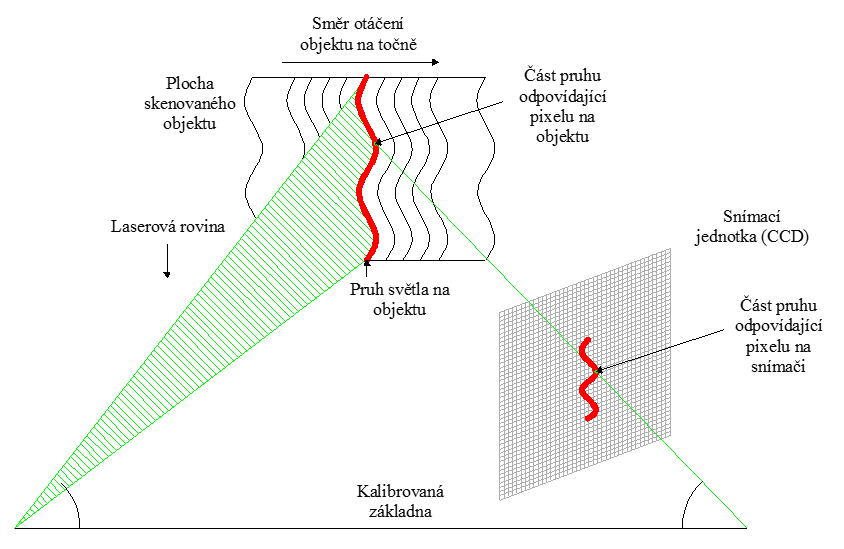 Směr otáčení
objektu na točně
Plocha
skenovaného
objektu
Část pruhu
odpovídající
pixelu na
objektu
Laserová rovina
Snímací
jednotka (CCD)
Pruh světla na
objektu
Část pruhu
odpovídající
pixelu na
snímači
Kalibrovaná
základna